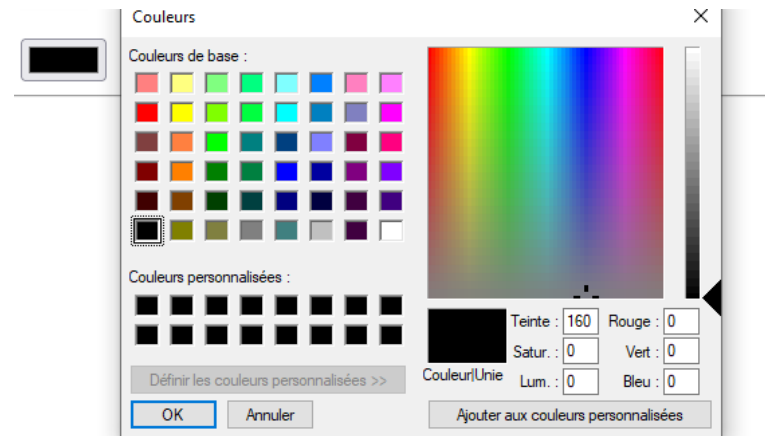 Couleurs
Couleurs de base :
Couleurs personnalisées :
Définir les couleurs personnalisées >>
OK
Annuler
Couleur|Unie
Teinte : 160
Satur. : 0
Lum. : 0
Rouge : 0
Vert : 0
Bleu : 0
Ajouter aux couleurs personnalisées